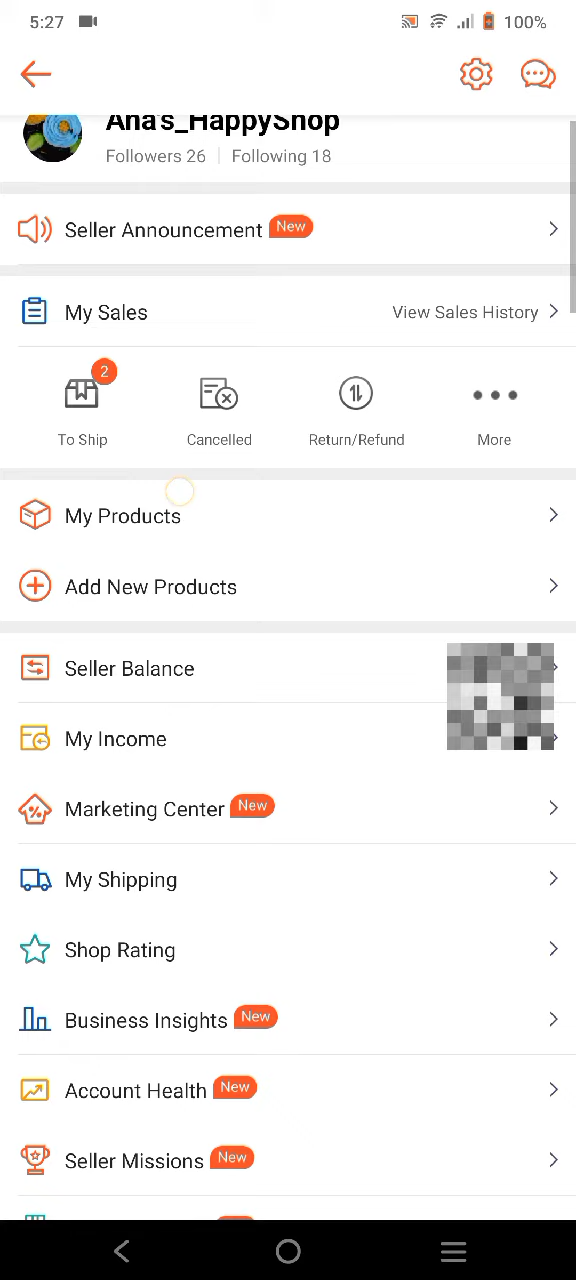 5:27 100%
Ana's_HappyShop
Followers 26 Following 18
Seller Announcement New
My Sales View Sales History
2
To Ship Cancelled Return/Refund More
My Products
Add New Products
Seller Balance
My Income
Marketing Center New
My Shipping
Shop Rating
Business Insights New
Account Health New
Seller Missions New